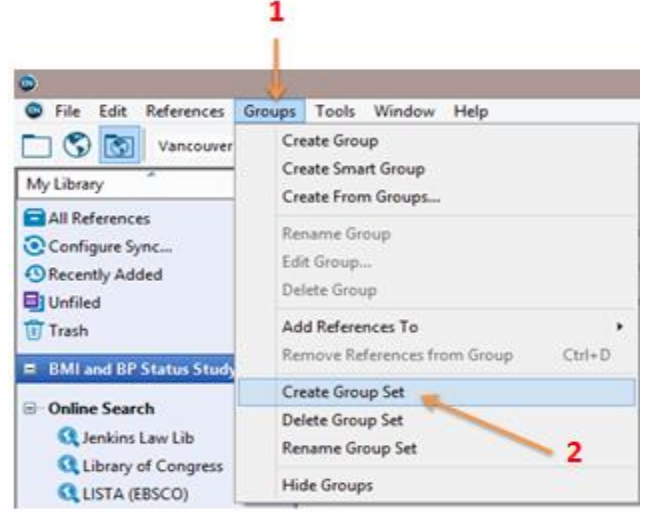 1
File Edit References Groups Tools Window Help
Vancouver
My Library
All References
Configure Sync...
Recently Added
Unfiled
Trash
BMI and BP Status Study
Online Search
Jenkins Law Lib
Library of Congress
LISTA (EBSCO)
Create Group
Create Smart Group
Create From Groups...
Rename Group
Edit Group...
Delete Group
Add References To
Remove References from Group Ctrl+D
Create Group Set
Delete Group Set
Rename Group Set
2
Hide Groups